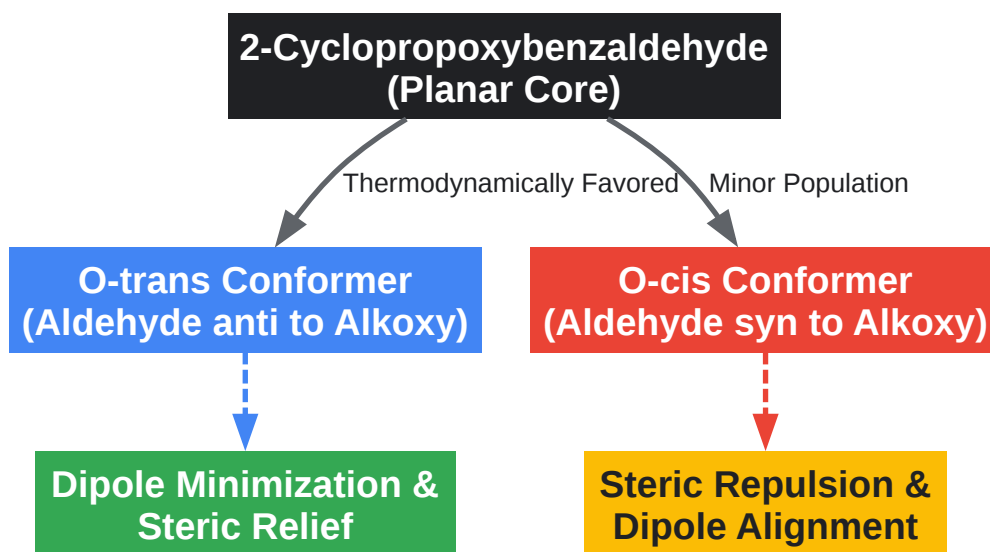 2-Cyclopropoxybenzaldehyde
(Planar Core)
Thermodynamically Favored
Minor Population
O-trans Conformer
(Aldehyde anti to Alkoxy)
O-cis Conformer
(Aldehyde syn to Alkoxy)
Dipole Minimization &
Steric Relief
Steric Repulsion &
Dipole Alignment